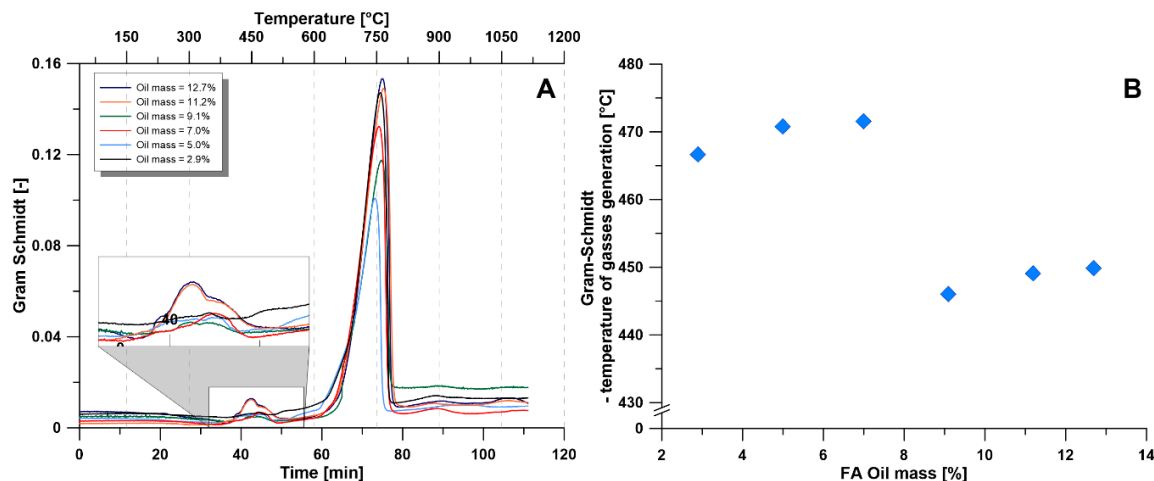 Temperature [°C]
150 300 450 600 750 900 1050 1200
0.16
0.12
0.08
0.04
0
Gram Schmidt [-]
Oil mass = 12.7%
Oil mass = 11.2%
Oil mass = 9.1%
Oil mass = 7.0%
Oil mass = 5.0%
Oil mass = 2.9%
A
40
0
0 20 40 60 80 100 120
Time [min]
480
470
460
450
440
430
0
Gram-Schmidt
- temperature of gasses generation [°C]
B
2 4 6 8 10 12 14
FA Oil mass [%]